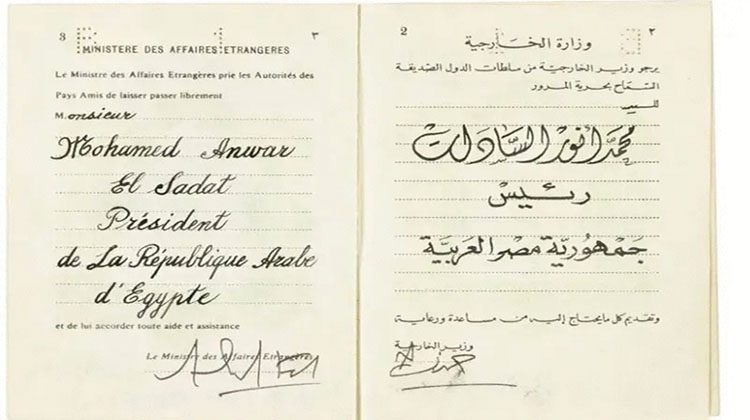 3
٣
MINISTERE DES AFFAIRES ETRANGERES
Le Ministre des Affaires Etrangères prie les Autorités des
Pays Amis de laisser passer librement
Monsieur
Mohamed Anwar
El Sadat
Président
de La République Arabe
d'Egypte
et de lui accorder toute aide et assistance
Le Ministre des Affaires Etrangères
2
٢
وزارة الخارجية
يرجو وزير الخارجية من سلطات الدول الصديقة
السماح بحرية المرور
للسيد
محمد أنور السادات
رئيس
جمهورية مصر العربية
وتقديم كل ما يحتاج إليه من مساعدة ورعاية
وزير الخارجية